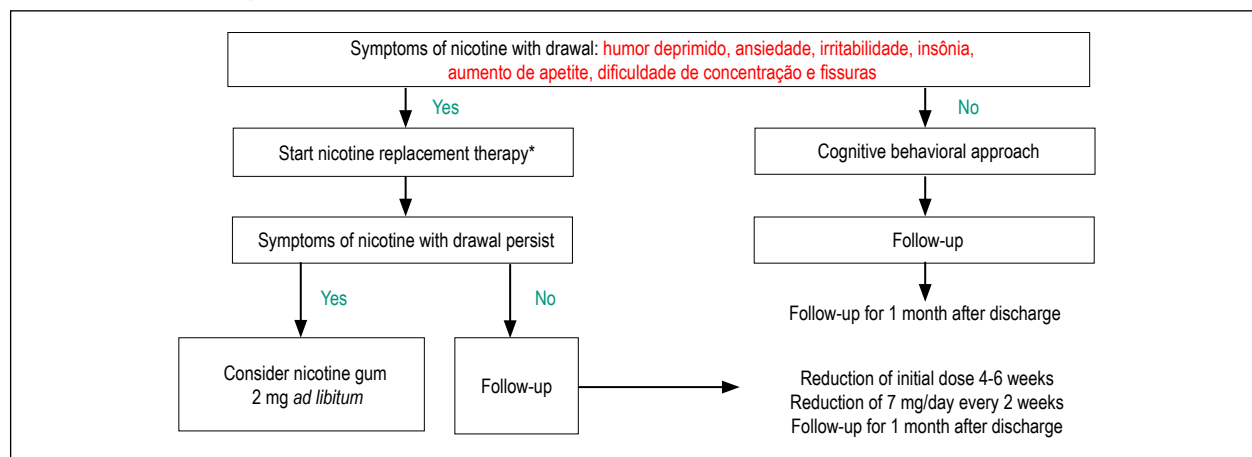 Symptoms of nicotine with drawal: humor deprimido, ansiedade, irritabilidade, insônia,
aumento de apetite, dificuldade de concentração e fissuras
Yes
No
Start nicotine replacement therapy*
Cognitive behavioral approach
Symptoms of nicotine with drawal persist
Follow-up
Yes
No
Follow-up for 1 month after discharge
Consider nicotine gum
2 mg ad libitum
Follow-up
Reduction of initial dose 4-6 weeks
Reduction of 7 mg/day every 2 weeks
Follow-up for 1 month after discharge